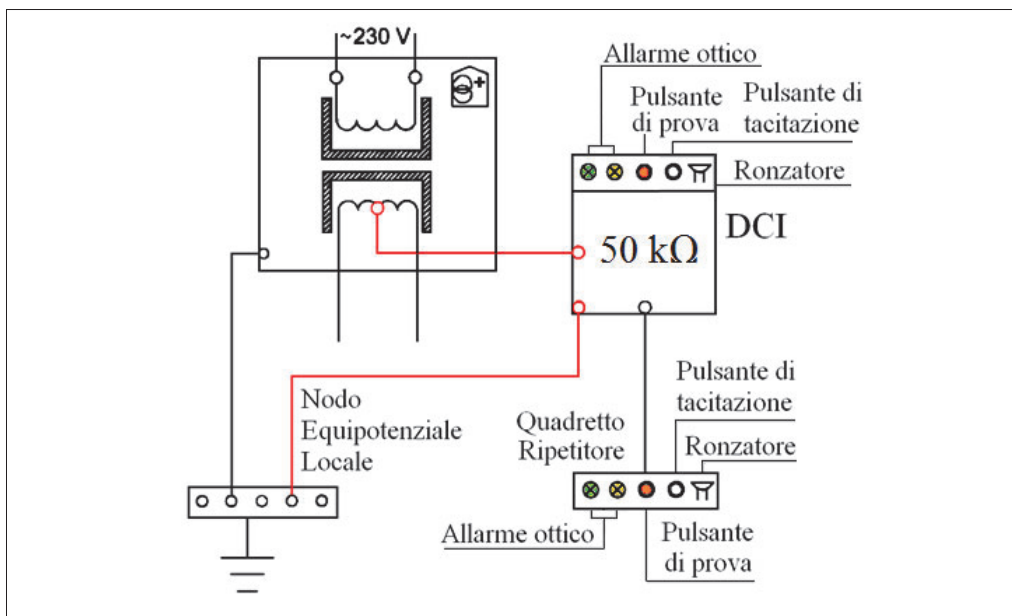 ~230 V
Allarme ottico
Pulsante
di prova
Pulsante di
tacitazione
Ronzatore
DCI
50 kΩ
Nodo
Equipotenziale
Locale
Quadretto
Ripetitore
Pulsante di
tacitazione
Ronzatore
Allarme ottico
Pulsante
di prova